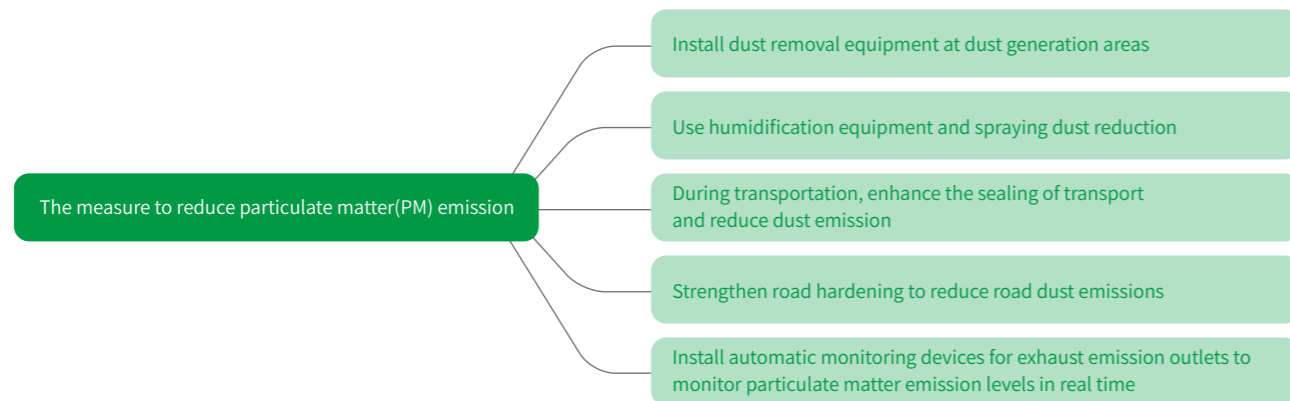 Install dust removal equipment at dust generation areas
Use humidification equipment and spraying dust reduction
The measure to reduce particulate matter(PM) emission
During transportation, enhance the sealing of transport
and reduce dust emission
Strengthen road hardening to reduce road dust emissions
Install automatic monitoring devices for exhaust emission outlets to
monitor particulate matter emission levels in real time